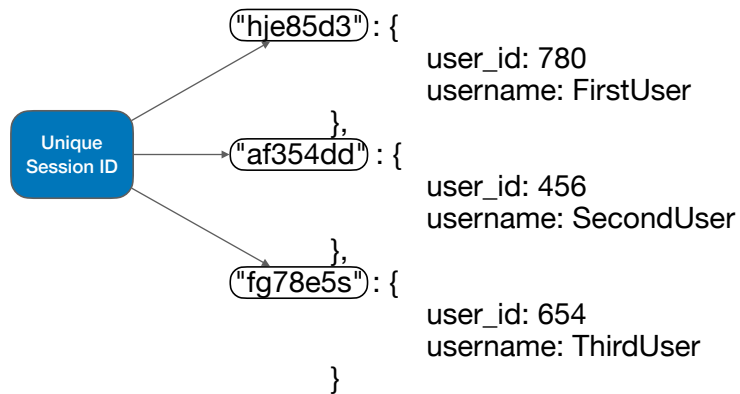 "hje85d3" : {
user_id: 780
username: FirstUser
},
Unique
Session ID
"af354dd" : {
user_id: 456
username: SecondUser
},
"fg78e5s" : {
user_id: 654
username: ThirdUser
}